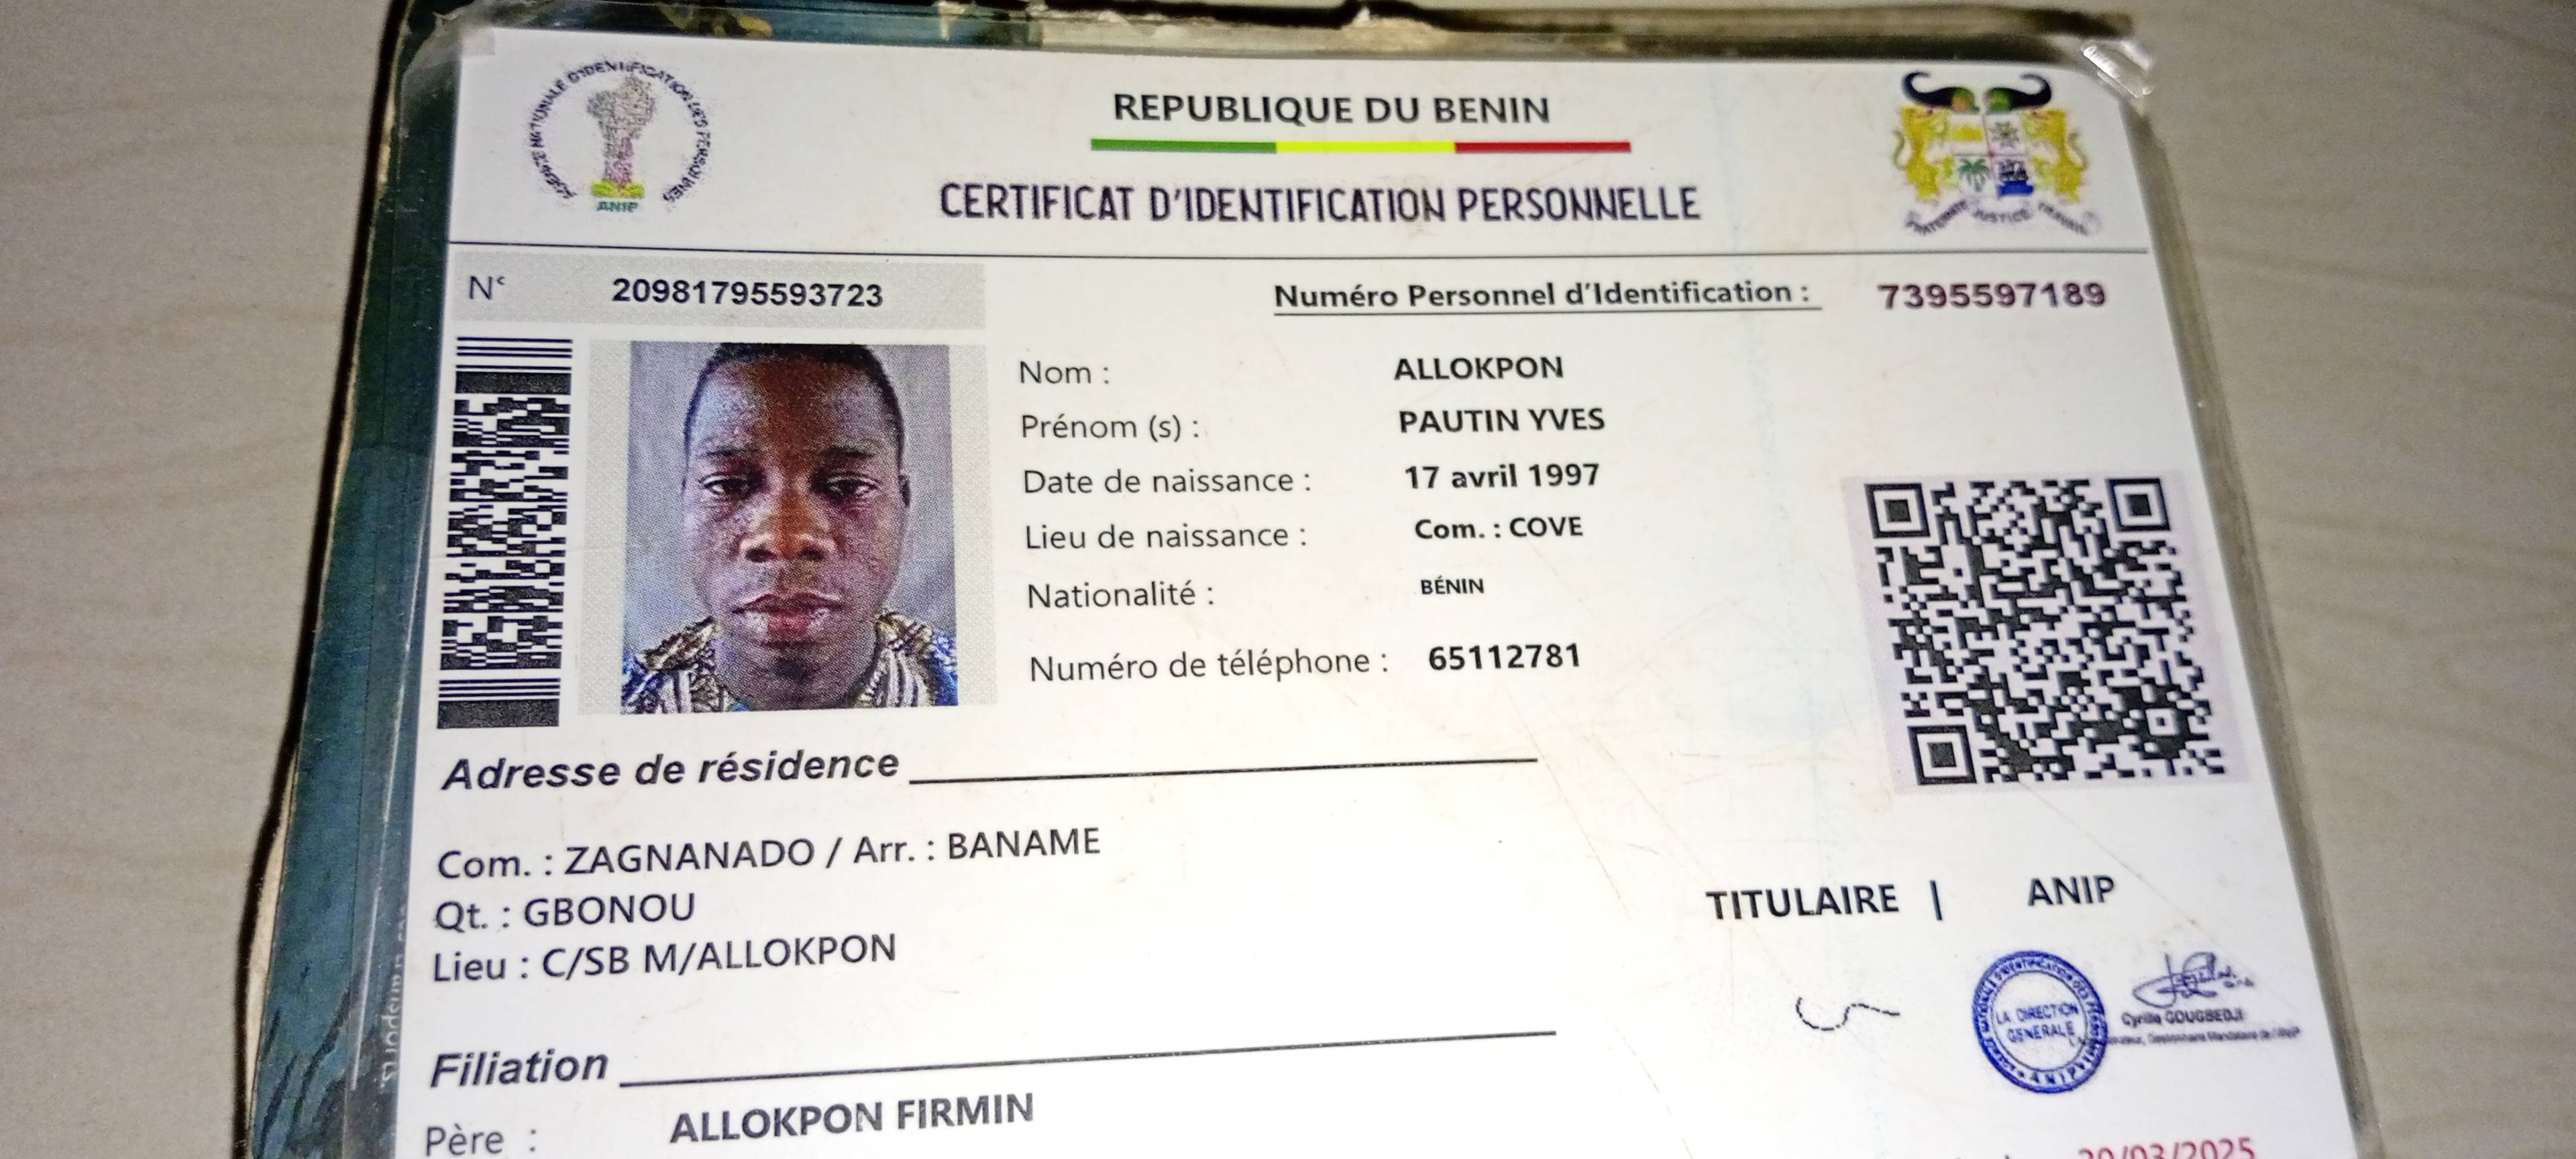 AGENCE NATIONALE D'IDENTIFICATION DES PERSONNES
ANIP
REPUBLIQUE DU BENIN
CERTIFICAT D'IDENTIFICATION PERSONNELLE
FRATERNITE JUSTICE TRAVAIL
N° 20981795593723
Numéro Personnel d'Identification : 7395597189
Nom : ALLOKPON
Prénom (s) : PAUTIN YVES
Date de naissance : 17 avril 1997
Lieu de naissance : Com. : COVE
Nationalité : BÉNIN
Numéro de téléphone : 65112781
Adresse de résidence
Com. : ZAGNANADO / Arr. : BANAME
Qt. : GBONOU
Lieu : C/SB M/ALLOKPON
TITULAIRE | ANIP
LA DIRECTION
GENERALE
ANIP
Cyrille GOUGBEDJI
Filiation
Père : ALLOKPON FIRMIN
20/03/2025